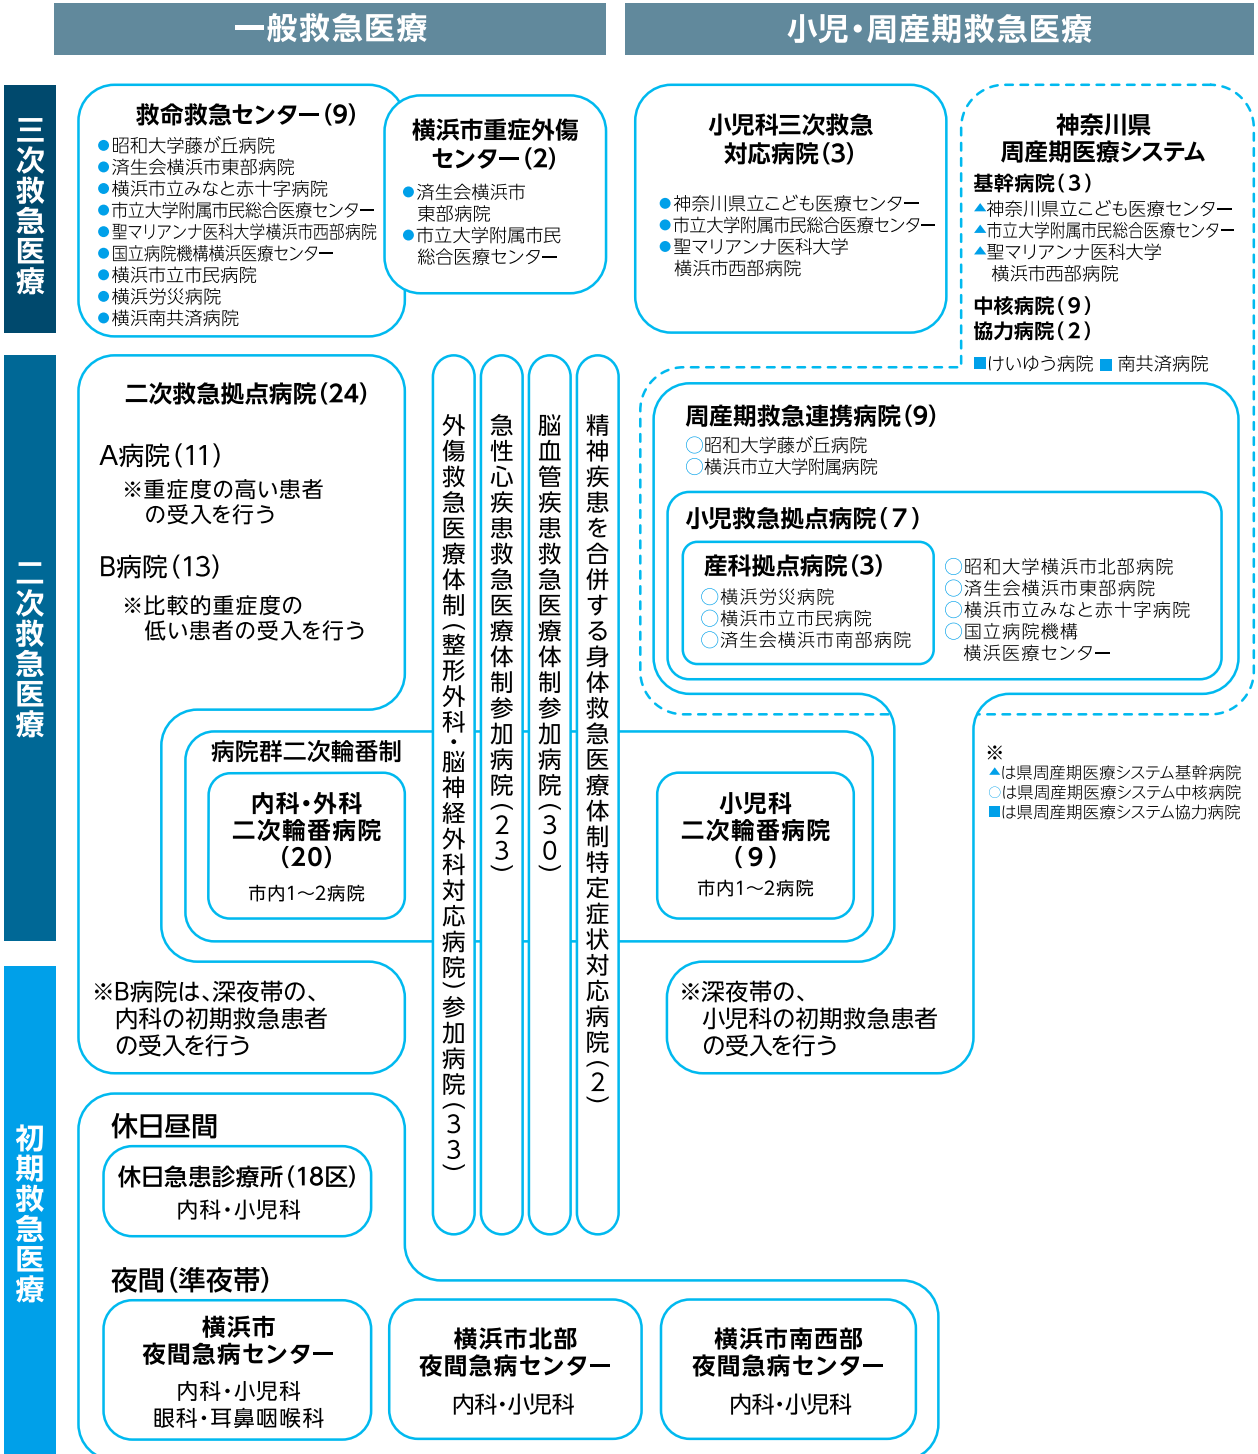 一般救急医療
小児・周産期救急医療
三次救急医療
救命救急センター(9)
●昭和大学藤が丘病院
●済生会横浜市東部病院
●横浜市立みなと赤十字病院
●市立大学附属市民総合医療センター
●聖マリアンナ医科大学横浜市西部病院
●国立病院機構横浜医療センター
●横浜市立市民病院
●横浜労災病院
●横浜南共済病院
横浜市重症外傷
センター(2)
●済生会横浜市
東部病院
●市立大学附属市民
総合医療センター
小児科三次救急
対応病院(3)
●神奈川県立こども医療センター
●市立大学附属市民総合医療センター
●聖マリアンナ医科大学
横浜市西部病院
神奈川県
周産期医療システム
基幹病院(3)
▲神奈川県立こども医療センター
▲市立大学附属市民総合医療センター
▲聖マリアンナ医科大学
横浜市西部病院
中核病院(9)
協力病院(2)
■けいゆう病院 ■南共済病院
二次救急医療
二次救急拠点病院(24)
A病院(11)
※重症度の高い患者
の受入を行う
B病院(13)
※比較的重症度の
低い患者の受入を行う
外傷救急医療体制(整形外科・脳神経外科対応病院)参加病院(33)
急性心疾患救急医療体制参加病院(23)
脳血管疾患救急医療体制参加病院(30)
精神疾患を合併する身体救急医療体制特定症状対応病院(2)
周産期救急連携病院(9)
○昭和大学藤が丘病院
○横浜市立大学附属病院
小児救急拠点病院(7)
産科拠点病院(3)
○横浜労災病院
○横浜市立市民病院
○済生会横浜市南部病院
○昭和大学横浜市北部病院
○済生会横浜市東部病院
○横浜市立みなと赤十字病院
○国立病院機構
横浜医療センター
病院群二次輪番制
内科・外科
二次輪番病院
(20)
市内1～2病院
小児科
二次輪番病院
(9)
市内1～2病院
※
▲は県周産期医療システム基幹病院
○は県周産期医療システム中核病院
■は県周産期医療システム協力病院
※B病院は、深夜帯の、
内科の初期救急患者
の受入を行う
※深夜帯の、
小児科の初期救急患者
の受入を行う
初期救急医療
休日昼間
休日急患診療所(18区)
内科・小児科
夜間(準夜帯)
横浜市
夜間急病センター
内科・小児科
眼科・耳鼻咽喉科
横浜市北部
夜間急病センター
内科・小児科
横浜市南西部
夜間急病センター
内科・小児科